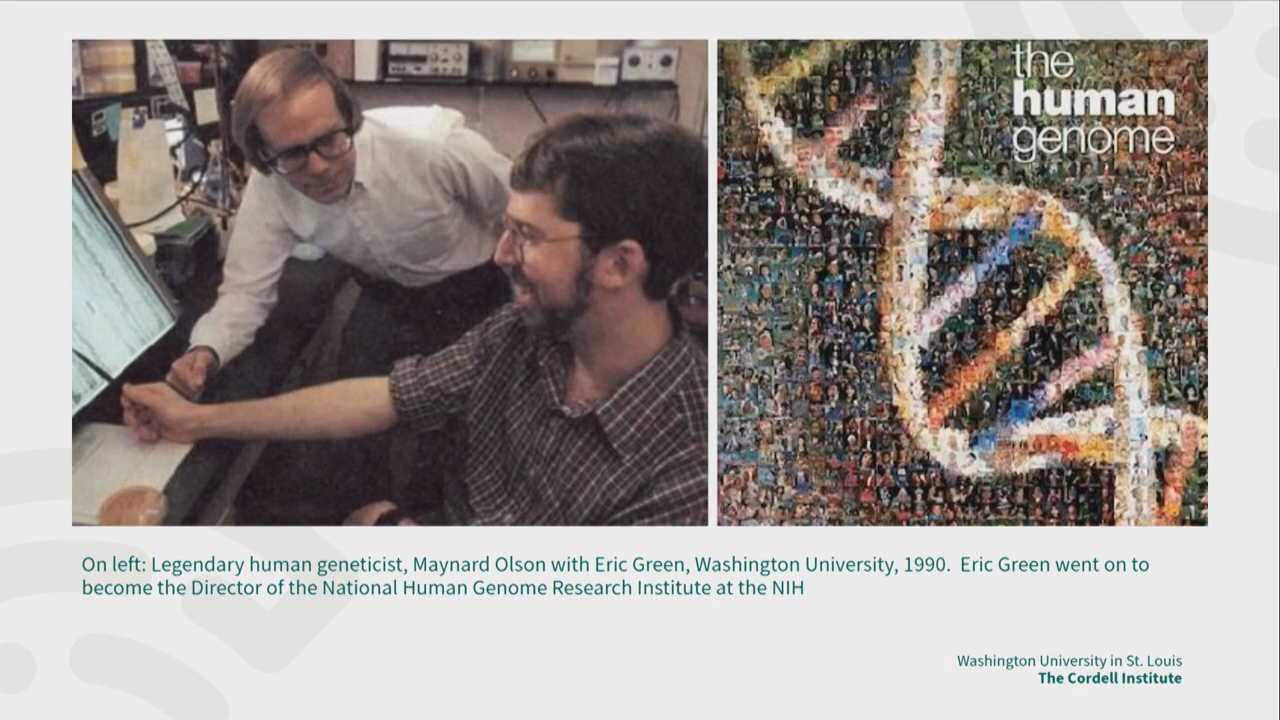 the
human
genome
On left: Legendary human geneticist, Maynard Olson with Eric Green, Washington University, 1990.  Eric Green went on to
become the Director of the National Human Genome Research Institute at the NIH
Washington University in St. Louis
The Cordell Institute